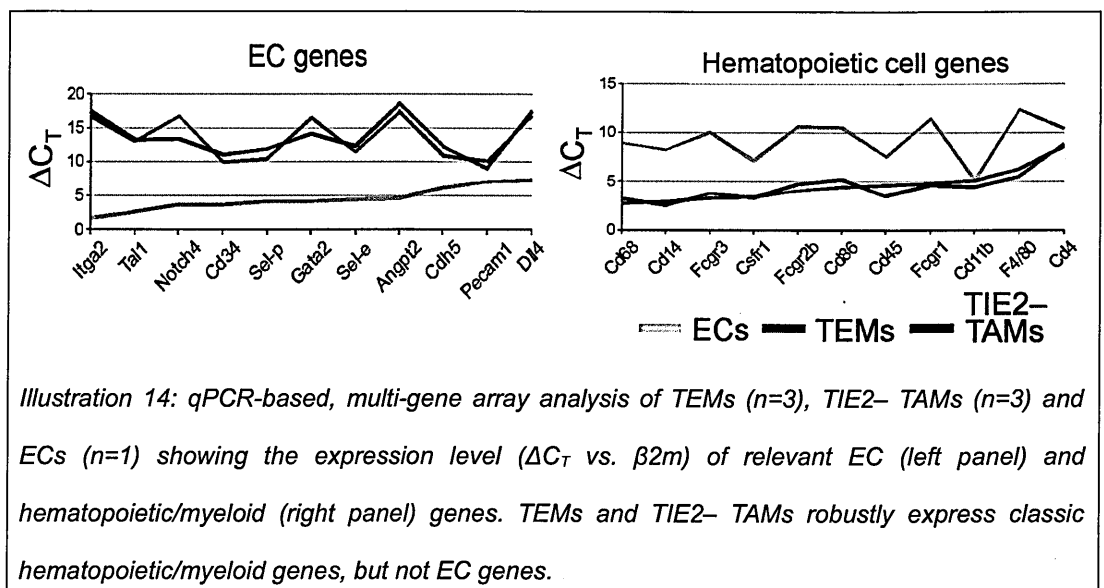 EC genes
ΔCT
20
15
10
5
0
Itga2 Tal1 Notch4 Cd34 Sel-p Gata2 Sel-e Angpt2 Cdh5 Pecam1 Dll4
Hematopoietic cell genes
ΔCT
15
10
5
0
Cd68 Cd14 Fcgr3 Csfr1 Fcgr2b Cd86 Cd45 Fcgr1 Cd11b F4/80 Cd4
ECs TEMs TIE2–
TAMs
Illustration 14: qPCR-based, multi-gene array analysis of TEMs (n=3), TIE2– TAMs (n=3) and
ECs (n=1) showing the expression level (ΔCT vs. β2m) of relevant EC (left panel) and
hematopoietic/myeloid (right panel) genes. TEMs and TIE2– TAMs robustly express classic
hematopoietic/myeloid genes, but not EC genes.